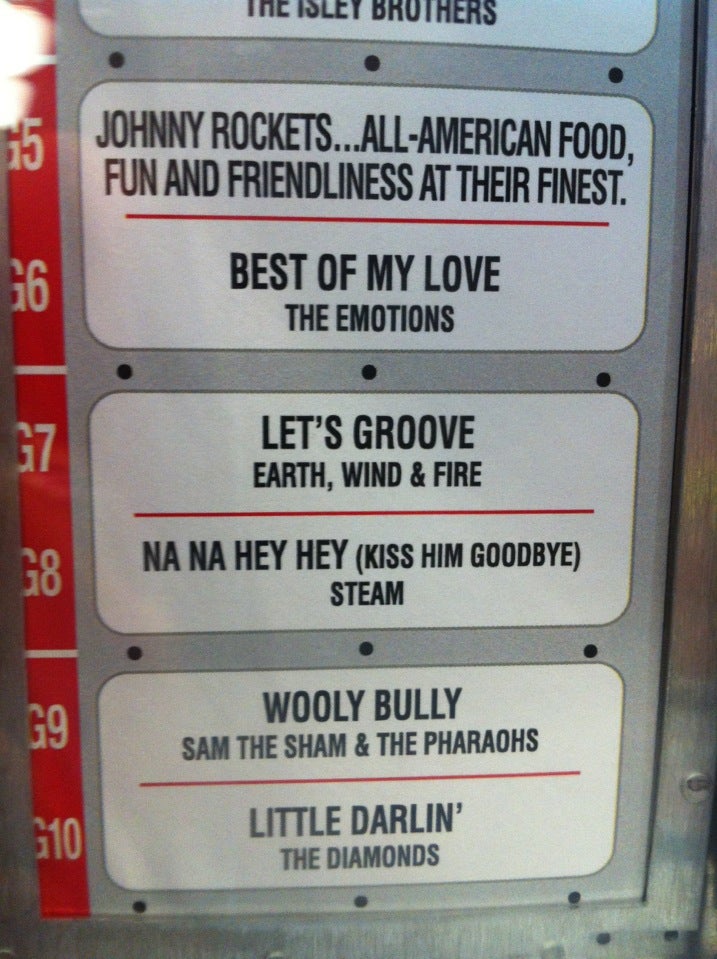 THE ISLEY BROTHERS
G5
JOHNNY ROCKETS...ALL-AMERICAN FOOD,
FUN AND FRIENDLINESS AT THEIR FINEST.
G6
BEST OF MY LOVE
THE EMOTIONS
G7
LET'S GROOVE
EARTH, WIND & FIRE
G8
NA NA HEY HEY (KISS HIM GOODBYE)
STEAM
G9
WOOLY BULLY
SAM THE SHAM & THE PHARAOHS
G10
LITTLE DARLIN'
THE DIAMONDS